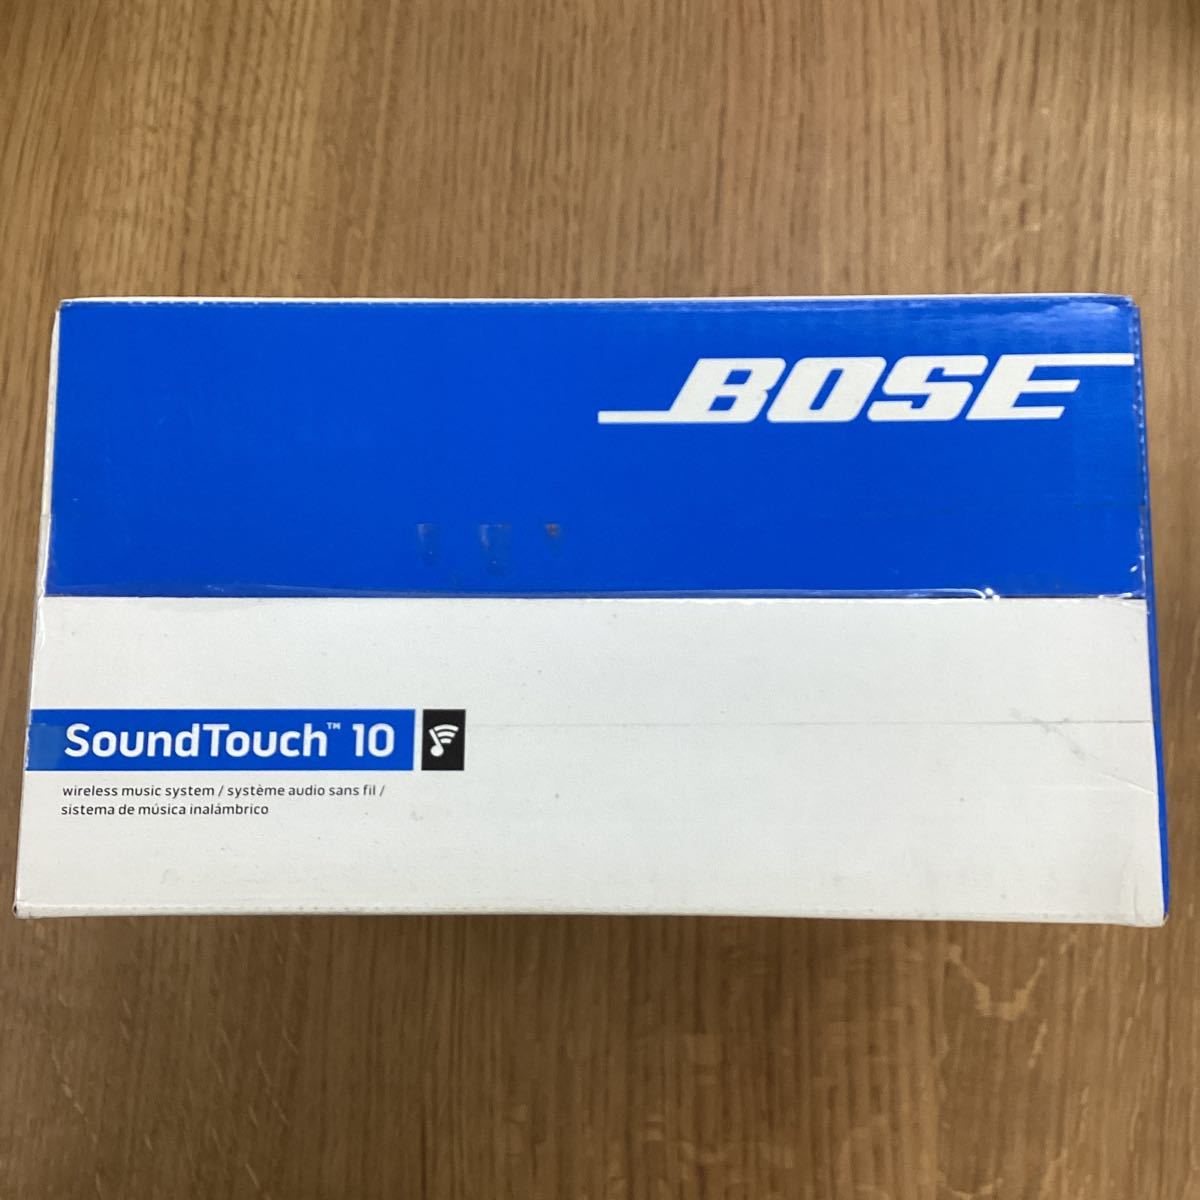 BOSE
SoundTouch™ 10
wireless music system / système audio sans fil /
sistema de música inalámbrico